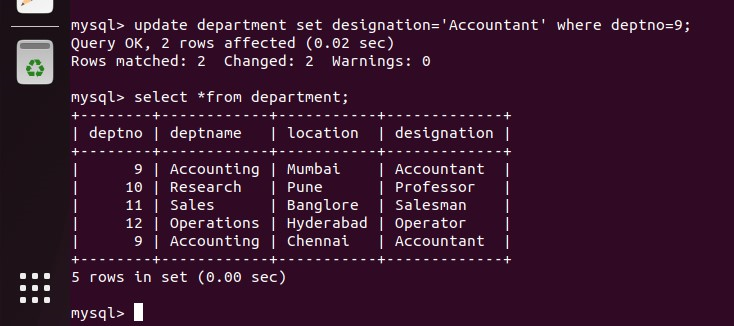 mysql> update department set designation='Accountant' where deptno=9;
Query OK, 2 rows affected (0.02 sec)
Rows matched: 2  Changed: 2  Warnings: 0
mysql> select *from department;
+--------+------------+-----------+-------------+
| deptno | deptname   | location  | designation |
+--------+------------+-----------+-------------+
|      9 | Accounting | Mumbai    | Accountant  |
|     10 | Research   | Pune      | Professor   |
|     11 | Sales      | Banglore  | Salesman    |
|     12 | Operations | Hyderabad | Operator    |
|      9 | Accounting | Chennai   | Accountant  |
+--------+------------+-----------+-------------+
5 rows in set (0.00 sec)
mysql>